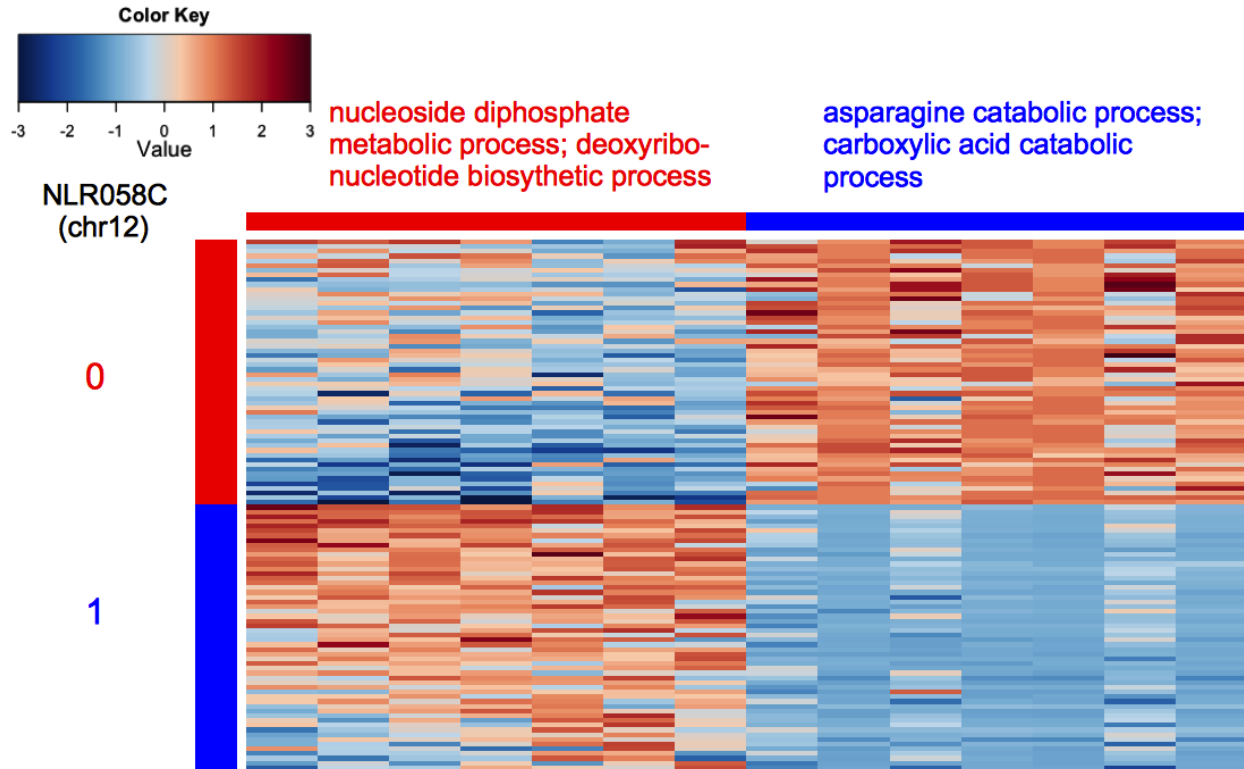 Color Key
-3 -2 -1 0 1 2 3
Value
nucleoside diphosphate
metabolic process; deoxyribo-
nucleotide biosythetic process
asparagine catabolic process;
carboxylic acid catabolic
process
NLR058C
(chr12)
0
1